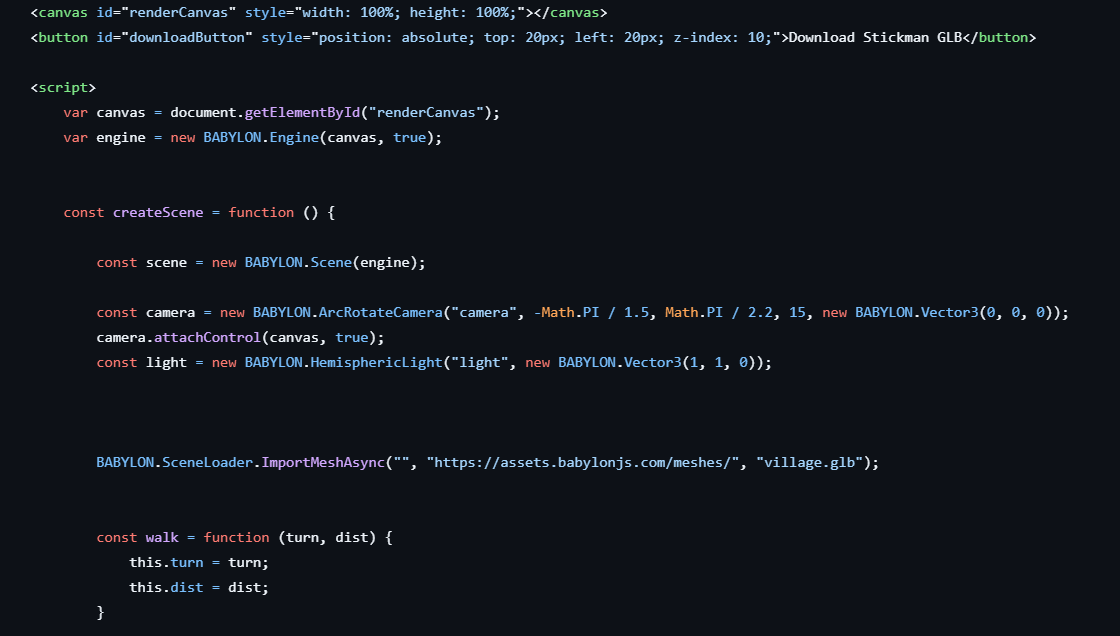 <canvas id="renderCanvas" style="width: 100%; height: 100%;"></canvas>
<button id="downloadButton" style="position: absolute; top: 20px; left: 20px; z-index: 10;">Download Stickman GLB</button>
<script>
var canvas = document.getElementById("renderCanvas");
var engine = new BABYLON.Engine(canvas, true);
const createScene = function () {
const scene = new BABYLON.Scene(engine);
const camera = new BABYLON.ArcRotateCamera("camera", -Math.PI / 1.5, Math.PI / 2.2, 15, new BABYLON.Vector3(0, 0, 0));
camera.attachControl(canvas, true);
const light = new BABYLON.HemisphericLight("light", new BABYLON.Vector3(1, 1, 0));
BABYLON.SceneLoader.ImportMeshAsync("", "https://assets.babylonjs.com/meshes/", "village.glb");
const walk = function (turn, dist) {
this.turn = turn;
this.dist = dist;
}